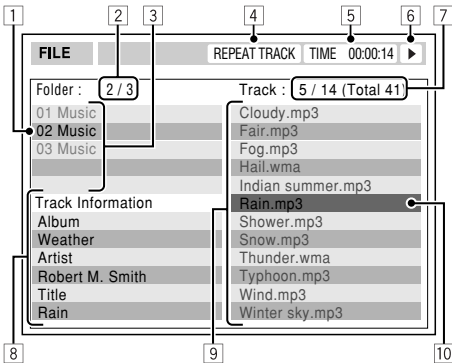 1 2 3 4 5 6 7
FILE REPEAT TRACK TIME 00:00:14
Folder : 2 / 3
01 Music
02 Music
03 Music
Track Information
Album
Weather
Artist
Robert M. Smith
Title
Rain
Track : 5 / 14 (Total 41)
Cloudy.mp3
Fair.mp3
Fog.mp3
Hail.wma
Indian summer.mp3
Rain.mp3
Shower.mp3
Snow.mp3
Thunder.wma
Typhoon.mp3
Wind.mp3
Winter sky.mp3
8 9 10